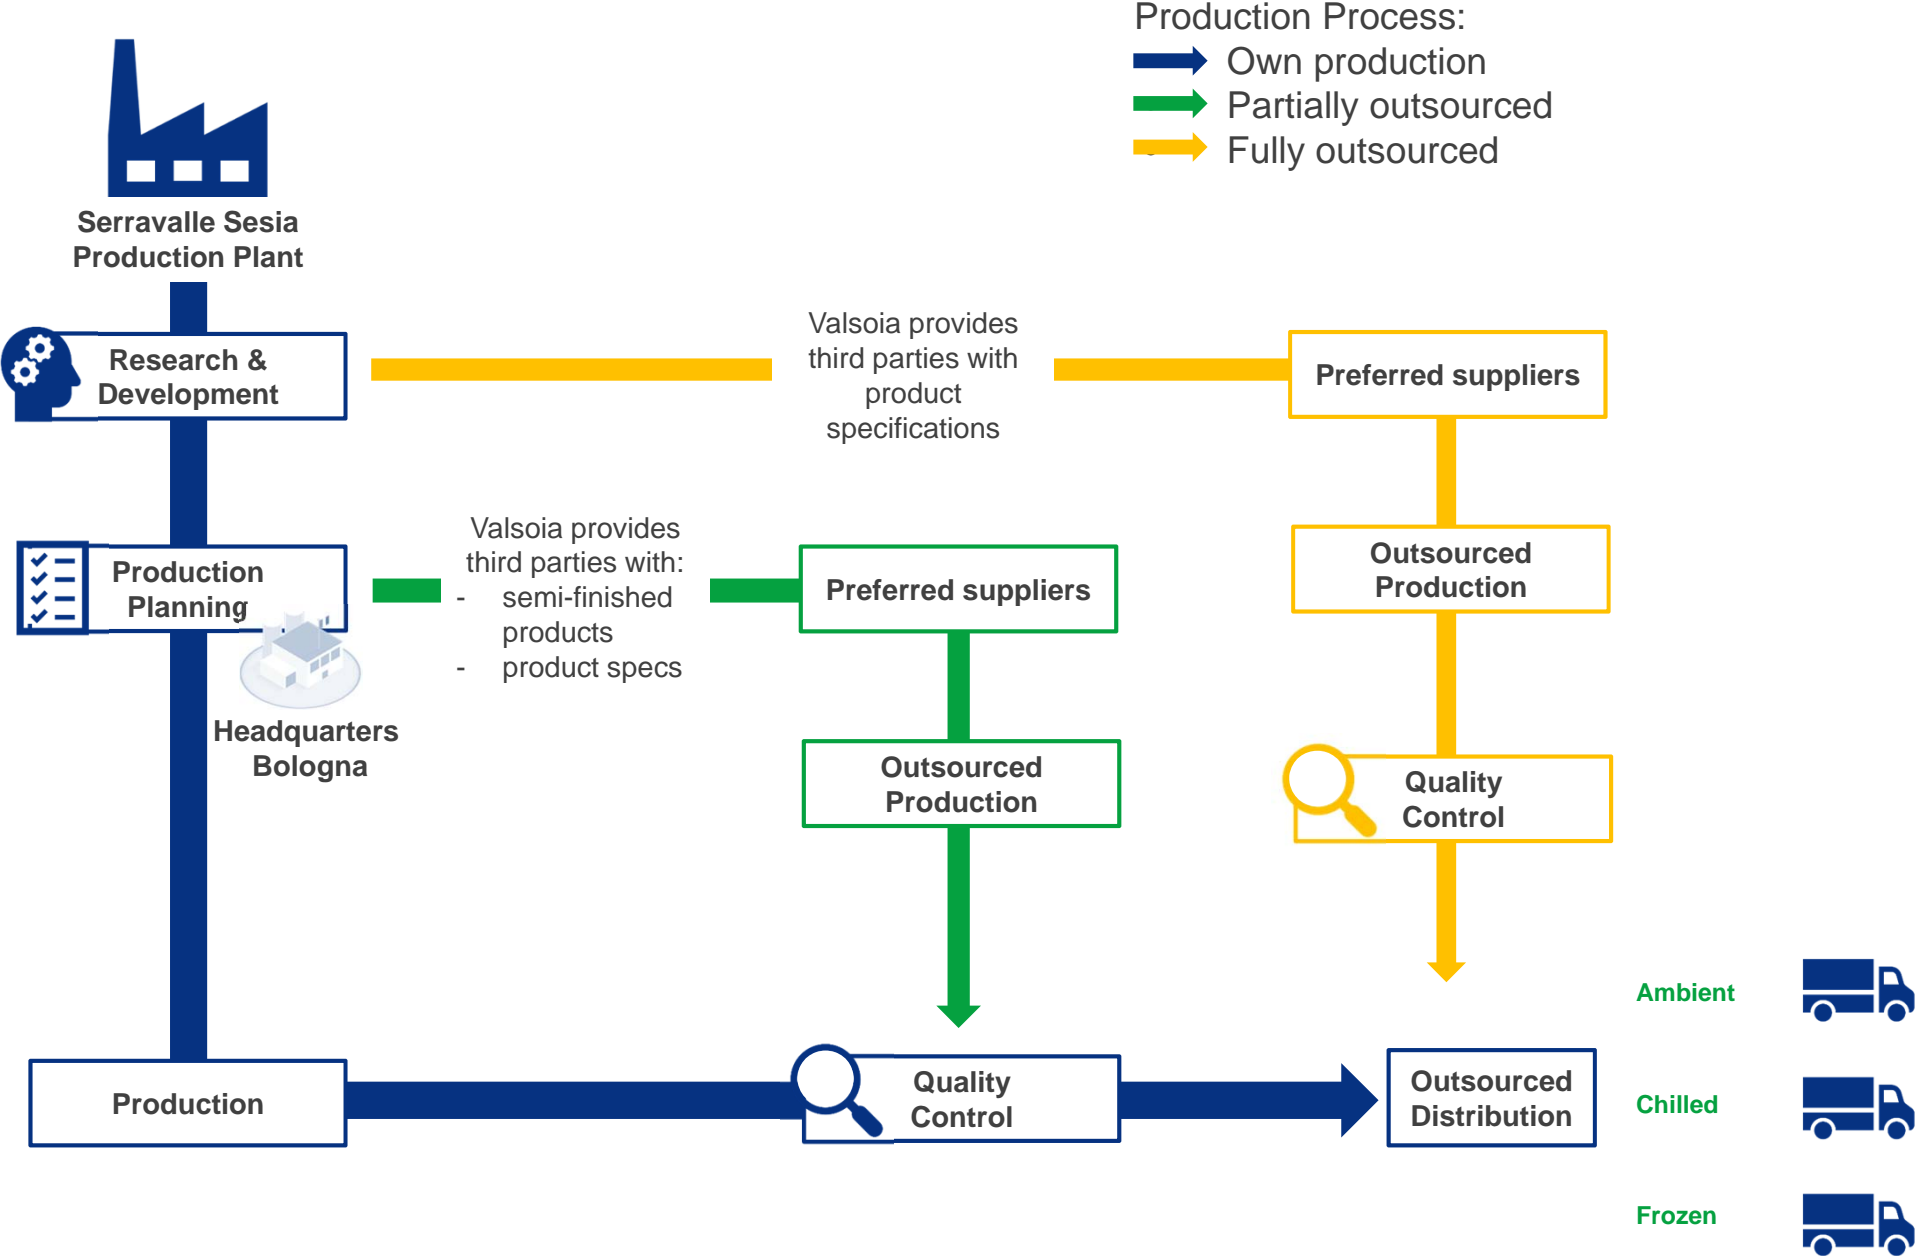 Production Process:
Own production
Partially outsourced
- Fully outsourced
Serravalle Sesia
Production Plant
Research &
Development
Valsoia provides
third parties with
product
specifications
Preferred suppliers
Production
Planning
Headquarters
Bologna
Valsoia provides
third parties with:
- semi-finished
products
- product specs
Preferred suppliers
Outsourced
Production
Outsourced
Production
Quality
Control
Production
Quality
Control
Outsourced
Distribution
Ambient
Chilled
Frozen